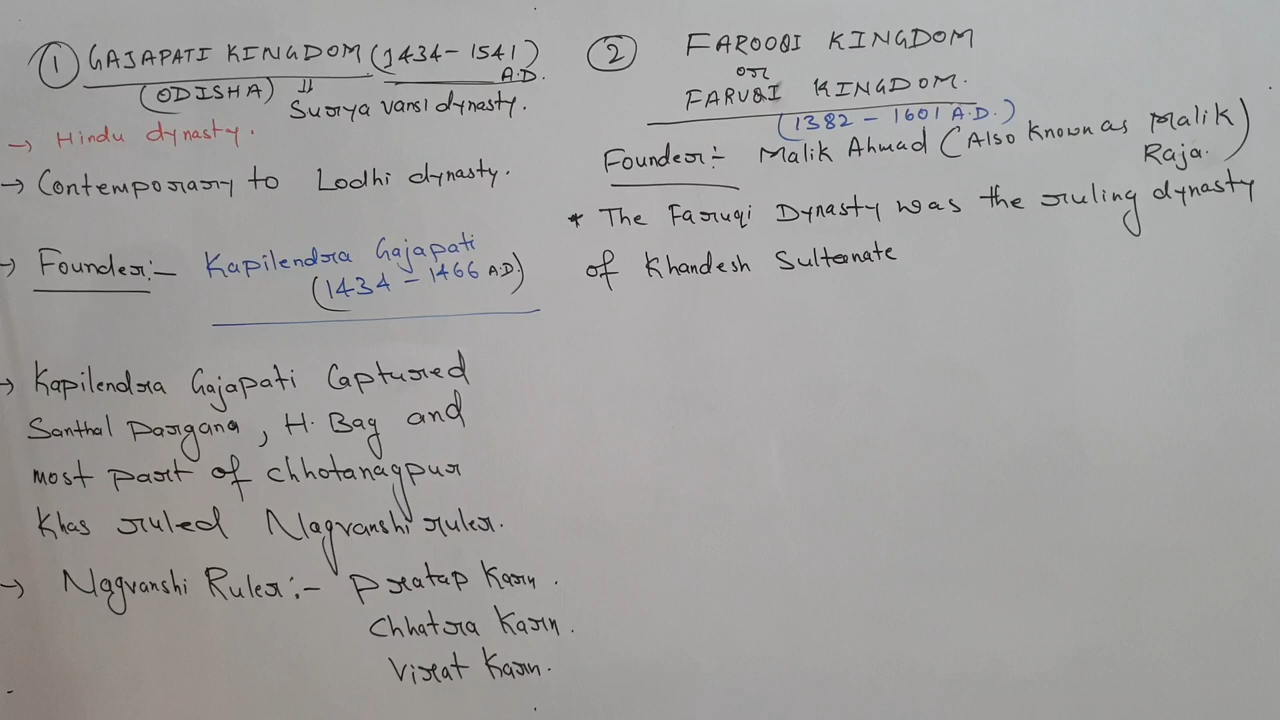 ① GAJAPATI KINGDOM (1434 - 1541) A.D.
(ODISHA) ⇓ Surya vansi dynasty.
→ Hindu dynasty.
→ Contemporary to Lodhi dynasty.
→ Founder:- Kapilendra Gajapati
(1434 - 1466 A.D.)
→ Kapilendra Gajapati Captured
Santhal Pargana, H. Bag and
most part of chhotanagpur
Khas ruled Nagvanshi ruler.
→ Nagvanshi Ruler:- Pratap Karn.
Chhatra Karn.
Virat Karn.
② FAROOQI KINGDOM
or
FARUQI KINGDOM.
(1382 - 1601 A.D.)
Founder:- Malik Ahmad (Also Known as Malik
Raja.)
* The Faruqi Dynasty was the ruling dynasty
of Khandesh Sultanate